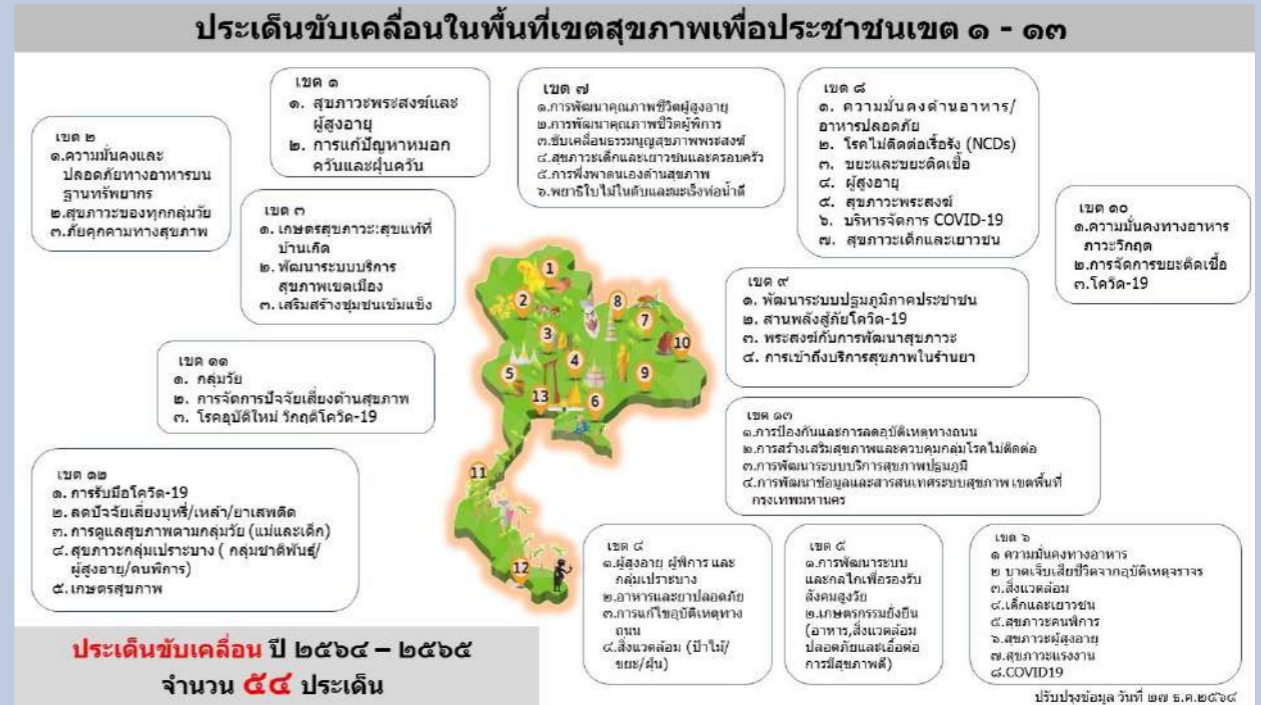 ประเด็นขับเคลื่อนในพื้นที่เขตสุขภาพเพื่อประชาชนเขต ๑ - ๑๓
เขต ๑
๑. สุขภาวะพระสงฆ์และ
ผู้สูงอายุ
๒. การแก้ปัญหาหมอก
ควันและฝุ่นควัน
เขต ๒
๑.ความมั่นคงและ
ปลอดภัยทางอาหารบน
ฐานทรัพยากร
๒.สุขภาวะของทุกกลุ่มวัย
๓.ภัยคุกคามทางสุขภาพ
เขต ๓
๑. เกษตรสุขภาวะ:สุขแท้ที่
บ้านเกิด
๒. พัฒนาระบบบริการ
สุขภาพเขตเมือง
๓. เสริมสร้างชุมชนเข้มแข็ง
เขต ๗
๑.การพัฒนาคุณภาพชีวิตผู้สูงอายุ
๒.การพัฒนาคุณภาพชีวิตผู้พิการ
๓.ขับเคลื่อนธรรมนูญสุขภาพพระสงฆ์
๔.สุขภาวะเด็กและเยาวชนและครอบครัว
๕.การพึ่งพาตนเองด้านสุขภาพ
๖.พยาธิใบไม้ในตับและมะเร็งท่อน้ำดี
เขต ๘
๑. ความมั่นคงด้านอาหาร/
อาหารปลอดภัย
๒. โรคไม่ติดต่อเรื้อรัง (NCDs)
๓. ขยะและขยะติดเชื้อ
๔. ผู้สูงอายุ
๕. สุขภาวะพระสงฆ์
๖. บริหารจัดการ COVID-19
๗. สุขภาวะเด็กและเยาวชน
เขต ๑๐
๑.ความมั่นคงทางอาหาร
ภาวะวิกฤต
๒.การจัดการขยะติดเชื้อ
๓.โควิด-19
เขต ๙
๑. พัฒนาระบบปฐมภูมิภาคประชาชน
๒. สานพลังสู้ภัยโควิด-19
๓. พระสงฆ์กับการพัฒนาสุขภาวะ
๔. การเข้าถึงบริการสุขภาพในร้านยา
เขต ๑๑
๑. กลุ่มวัย
๒. การจัดการปัจจัยเสี่ยงด้านสุขภาพ
๓. โรคอุบัติใหม่ วิกฤติโควิด-19
1
2
8
7
3
10
4
5
9
13
6
11
12
เขต ๑๓
๑.การป้องกันและการลดอุบัติเหตุทางถนน
๒.การสร้างเสริมสุขภาพและควบคุมกลุ่มโรคไม่ติดต่อ
๓.การพัฒนาระบบบริการสุขภาพปฐมภูมิ
๔.การพัฒนาข้อมูลและสารสนเทศระบบสุขภาพ เขตพื้นที่
กรุงเทพมหานคร
เขต ๑๒
๑. การรับมือโควิด-19
๒. ลดปัจจัยเสี่ยงบุหรี่/เหล้า/ยาเสพติด
๓. การดูแลสุขภาพตามกลุ่มวัย (แม่และเด็ก)
๔. สุขภาวะกลุ่มเปราะบาง ( กลุ่มชาติพันธุ์/
ผู้สูงอายุ/คนพิการ)
๕. เกษตรสุขภาพ
เขต ๔
๑.ผู้สูงอายุ ผู้พิการ และ
กลุ่มเปราะบาง
๒.อาหารและยาปลอดภัย
๓.การแก้ไขอุบัติเหตุทาง
ถนน
๔.สิ่งแวดล้อม (ป่าไม้/
ขยะ/ฝุ่น)
เขต ๕
๑.การพัฒนาระบบ
และกลไกเพื่อรองรับ
สังคมสูงวัย
๒.เกษตรกรรมยั่งยืน
(อาหาร,สิ่งแวดล้อม
ปลอดภัยและเอื้อต่อ
การมีสุขภาพดี)
เขต ๖
๑ ความมั่นคงทางอาหาร
๒ บาดเจ็บเสียชีวิตจากอุบัติเหตุจราจร
๓.สิ่งแวดล้อม
๔.เด็กและเยาวชน
๕.สุขภาวะคนพิการ
๖.สุขภาวะผู้สูงอายุ
๗.สุขภาวะแรงงาน
๘.COVID19
ประเด็นขับเคลื่อน ปี ๒๕๖๔ – ๒๕๖๕
จำนวน ๕๔ ประเด็น
ปรับปรุงข้อมูล วันที่ ๒๗ ธ.ค.๒๕๖๔